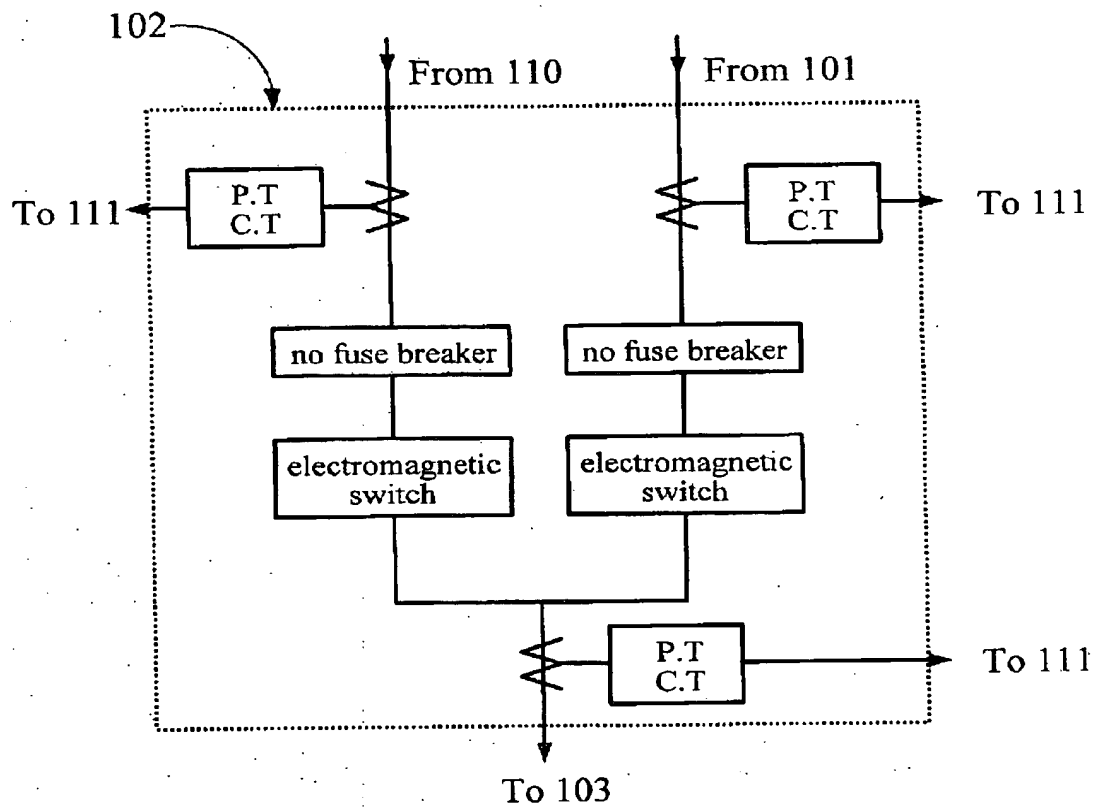 102
From 110
From 101
P.T
C.T
To 111
P.T
C.T
To 111
no fuse breaker
no fuse breaker
electromagnetic
switch
electromagnetic
switch
P.T
C.T
To 111
To 103